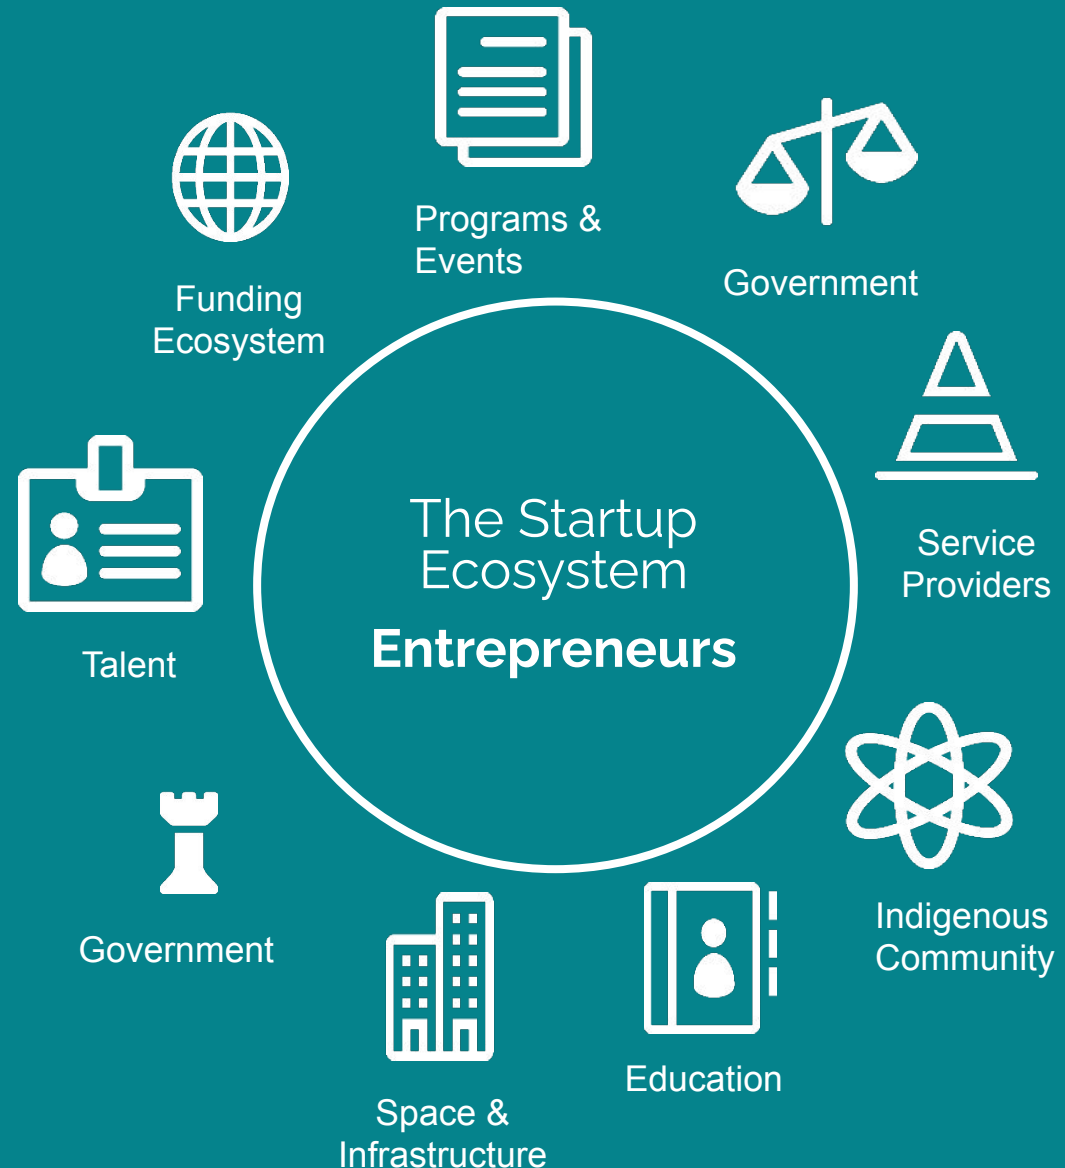 Programs &
Events
Government
Funding
Ecosystem
Service
Providers
The Startup
Ecosystem
Entrepreneurs
Talent
Indigenous
Community
Government
Education
Space &
Infrastructure